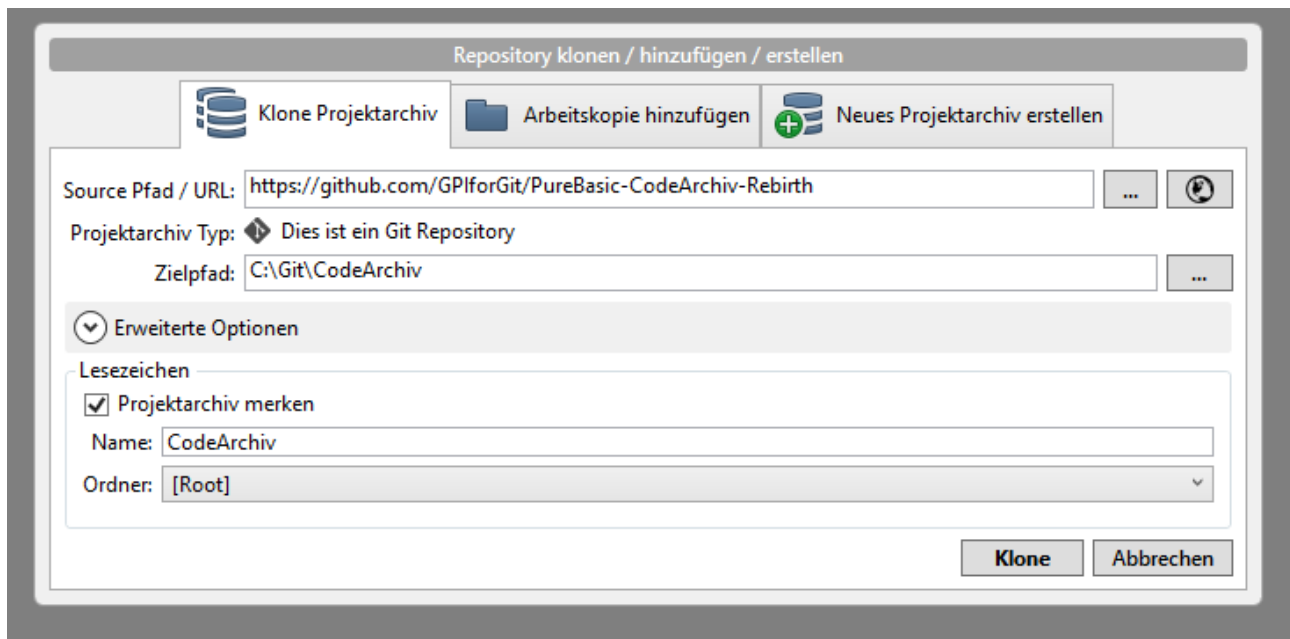 Repository klonen / hinzufügen / erstellen
Klone Projektarchiv Arbeitskopie hinzufügen Neues Projektarchiv erstellen
Source Pfad / URL: https://github.com/GPIforGit/PureBasic-CodeArchiv-Rebirth ...
Projektarchiv Typ: Dies ist ein Git Repository
Zielpfad: C:\Git\CodeArchiv ...
Erweiterte Optionen
Lesezeichen
Projektarchiv merken
Name: CodeArchiv
Ordner: [Root]
Klone Abbrechen